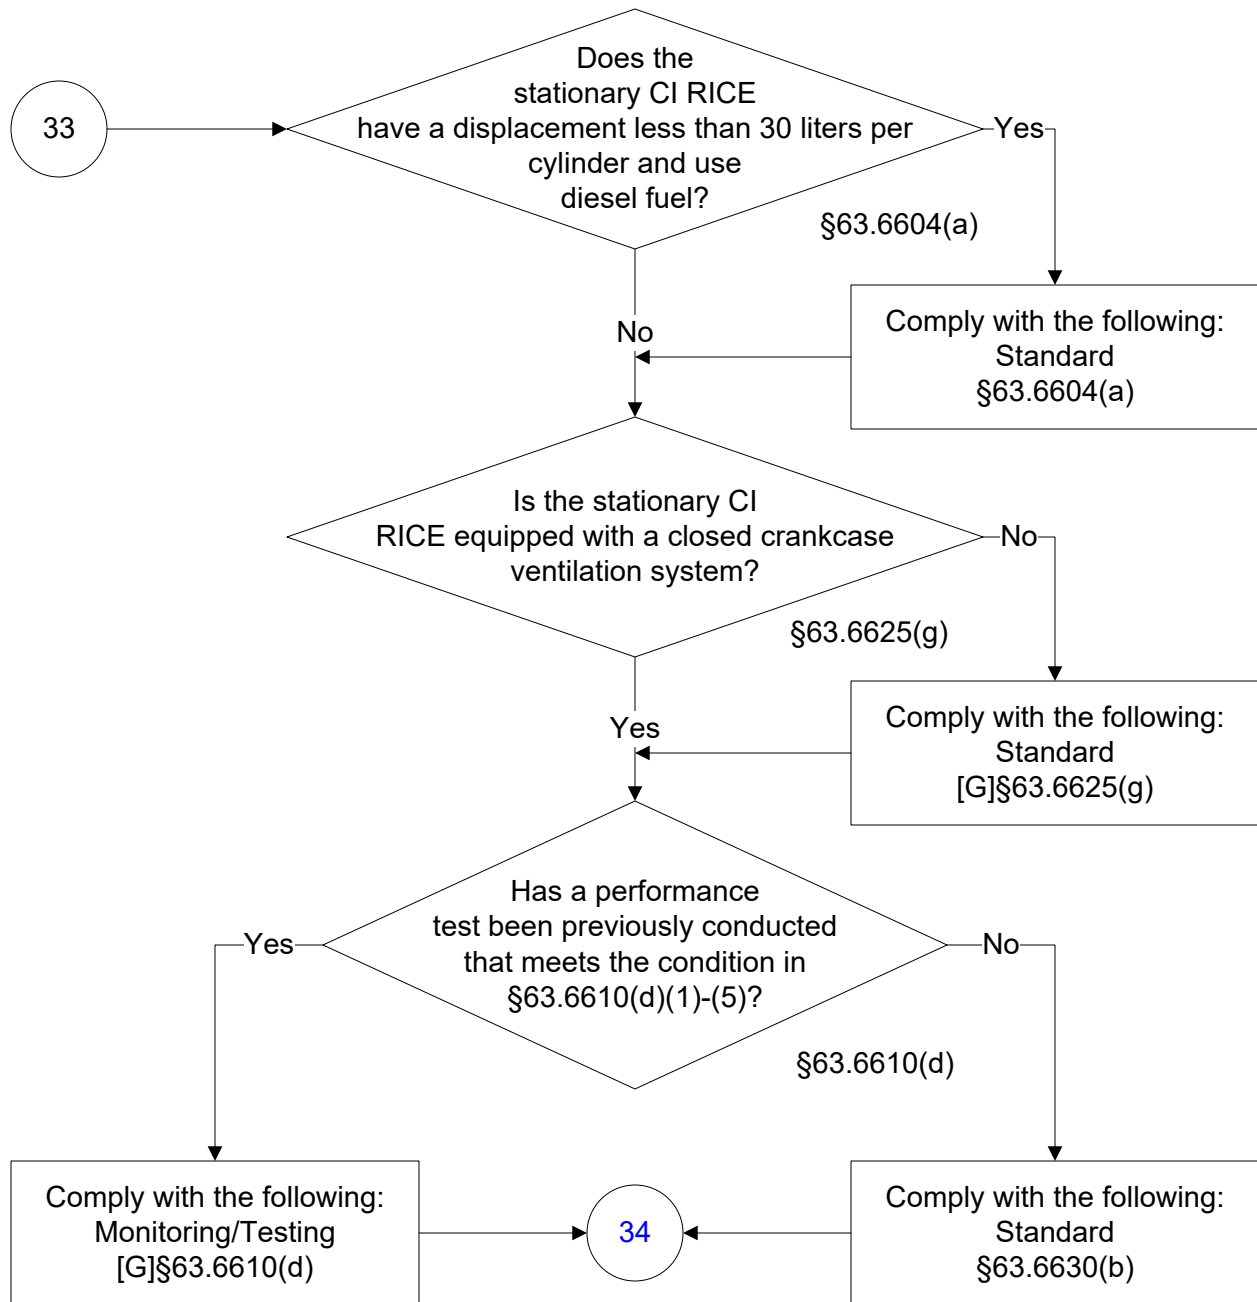 Does the
stationary CI RICE
33
have a displacement less than 30 liters per
Yes
cylinder and use
diesel fuel?
§63.6604(a)
Comply with the following:
Standard
§63.6604(a)
No
Is the stationary CI
RICE equipped with a closed crankcase
ventilation system?
No
§63.6625(g)
Comply with the following:
Standard
[G]§63.6625(g)
Yes
Has a performance
test been previously conducted
that meets the condition in
§63.6610(d)(1)-(5)?
Yes
No
§63.6610(d)
Comply with the following:
Monitoring/Testing
[G]§63.6610(d)
34
Comply with the following:
Standard
§63.6630(b)